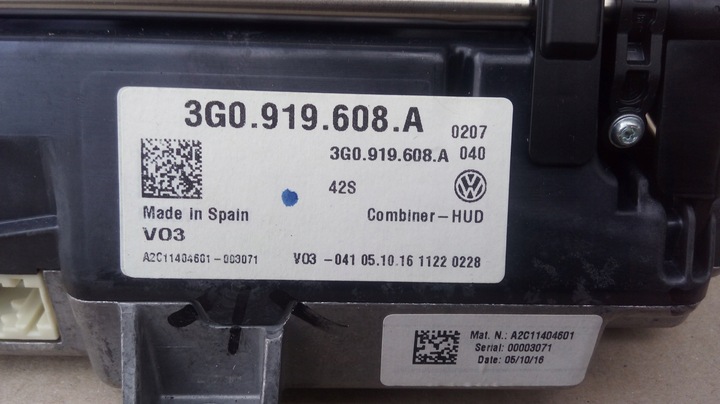 3G0.919.608.A 0207
3G0.919.608.A 040
42S
Made in Spain Combiner-HUD
V03
A2C11404601-003071 V03 -041 05.10.16 1122 0228
Mat. N.: A2C11404601
Serial: 00003071
Date: 05/10/16